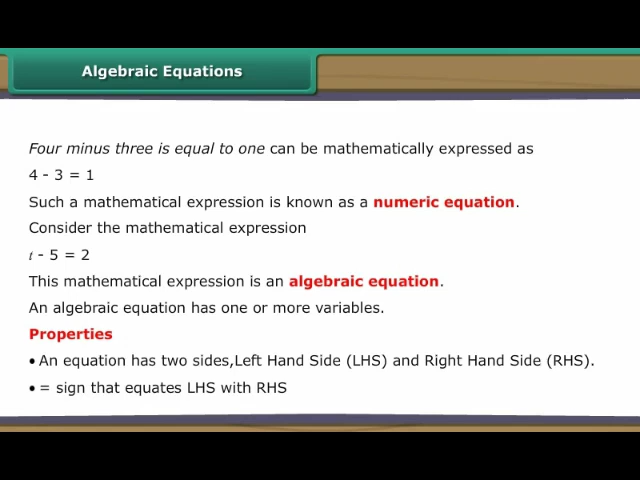 Algebraic Equations
Four minus three is equal to one can be mathematically expressed as
4 - 3 = 1
Such a mathematical expression is known as a numeric equation.
Consider the mathematical expression
t - 5 = 2
This mathematical expression is an algebraic equation.
An algebraic equation has one or more variables.
Properties
• An equation has two sides,Left Hand Side (LHS) and Right Hand Side (RHS).
• = sign that equates LHS with RHS